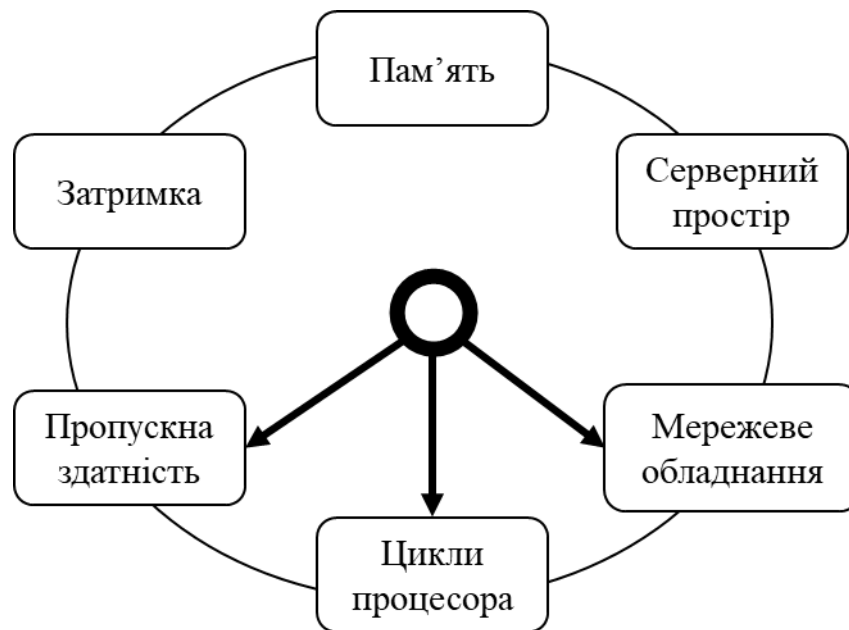 Пам’ять
Затримка
Серверний
простір
Пропускна
здатність
Мережеве
обладнання
Цикли
процесора